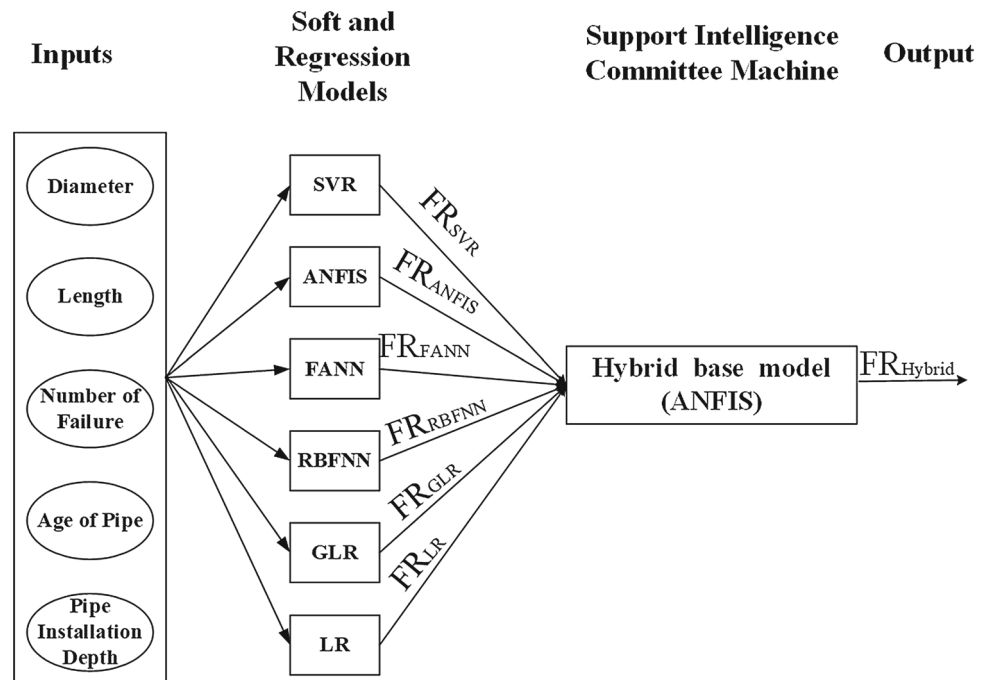 Inputs
Soft and
Regression
Models
Support Intelligence
Committee Machine
Output
Diameter
Length
Number of
Failure
Age of Pipe
Pipe
Installation
Depth
SVR
ANFIS
FANN
RBFNN
GLR
LR
FRSVR
FRANFIS
FRFANN
FRRBFNN
FRGLR
FRLR
Hybrid base model
(ANFIS)
FRHybrid